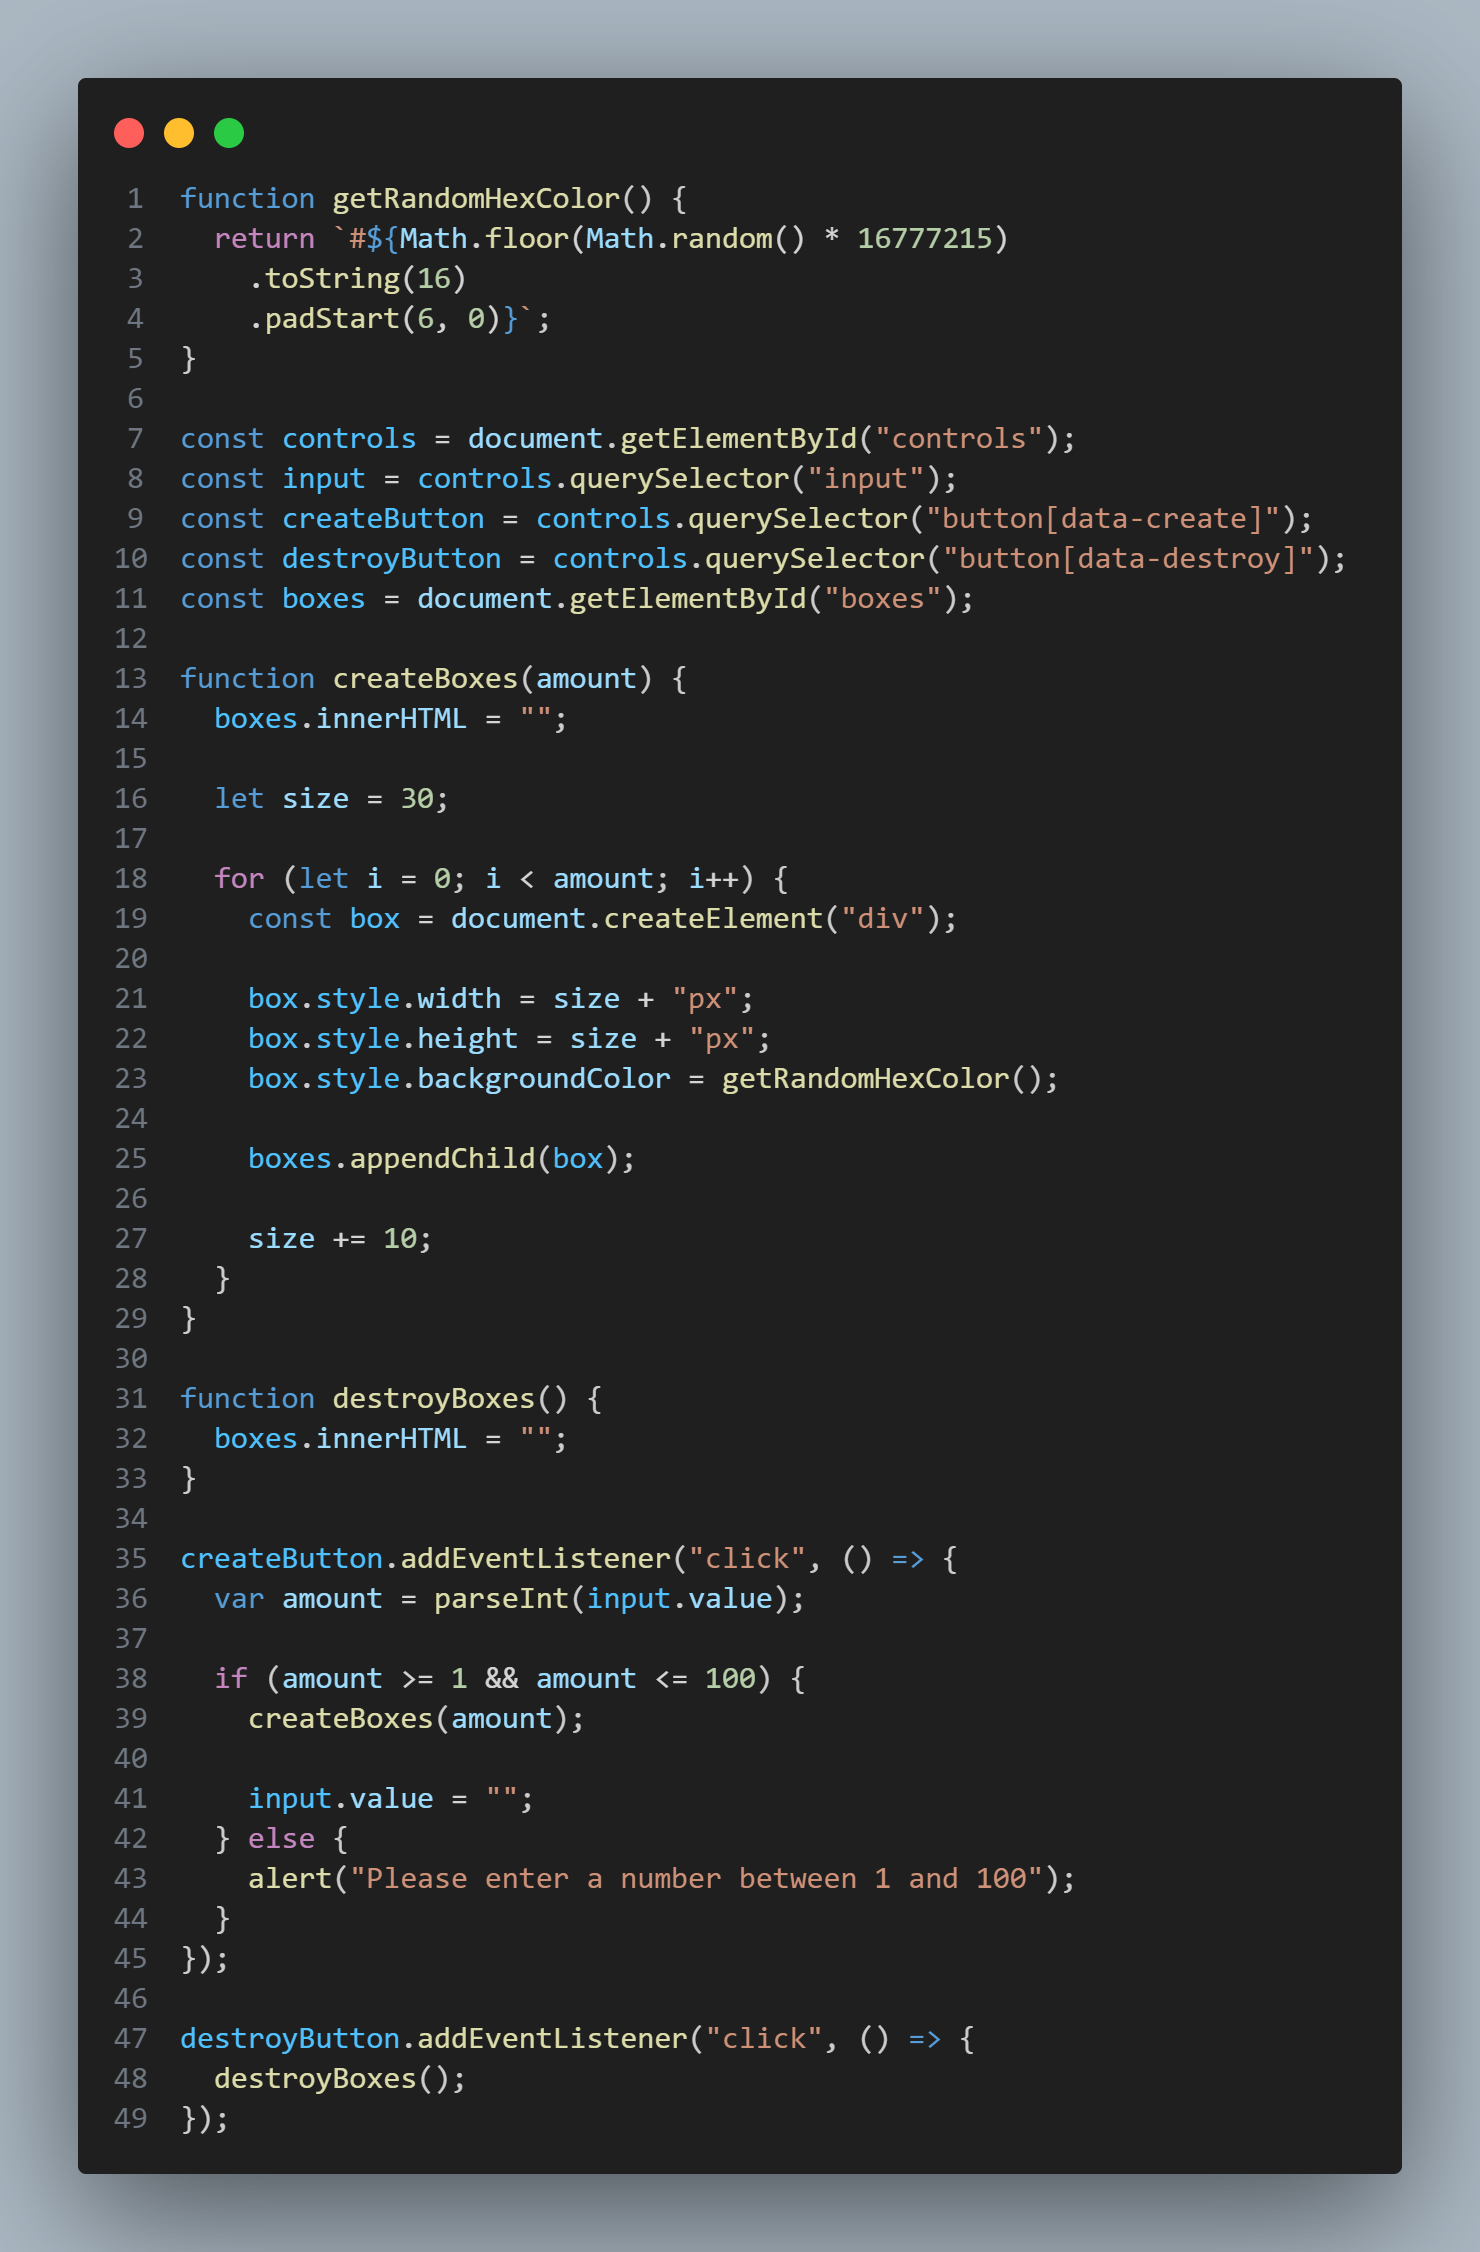 1 function getRandomHexColor() {
2   return `#${Math.floor(Math.random() * 16777215)
3     .toString(16)
4     .padStart(6, 0)}`;
5 }
6
7 const controls = document.getElementById("controls");
8 const input = controls.querySelector("input");
9 const createButton = controls.querySelector("button[data-create]");
10 const destroyButton = controls.querySelector("button[data-destroy]");
11 const boxes = document.getElementById("boxes");
12
13 function createBoxes(amount) {
14   boxes.innerHTML = "";
15
16   let size = 30;
17
18   for (let i = 0; i < amount; i++) {
19     const box = document.createElement("div");
20
21     box.style.width = size + "px";
22     box.style.height = size + "px";
23     box.style.backgroundColor = getRandomHexColor();
24
25     boxes.appendChild(box);
26
27     size += 10;
28   }
29 }
30
31 function destroyBoxes() {
32   boxes.innerHTML = "";
33 }
34
35 createButton.addEventListener("click", () => {
36   var amount = parseInt(input.value);
37
38   if (amount >= 1 && amount <= 100) {
39     createBoxes(amount);
40
41     input.value = "";
42   } else {
43     alert("Please enter a number between 1 and 100");
44   }
45 });
46
47 destroyButton.addEventListener("click", () => {
48   destroyBoxes();
49 });